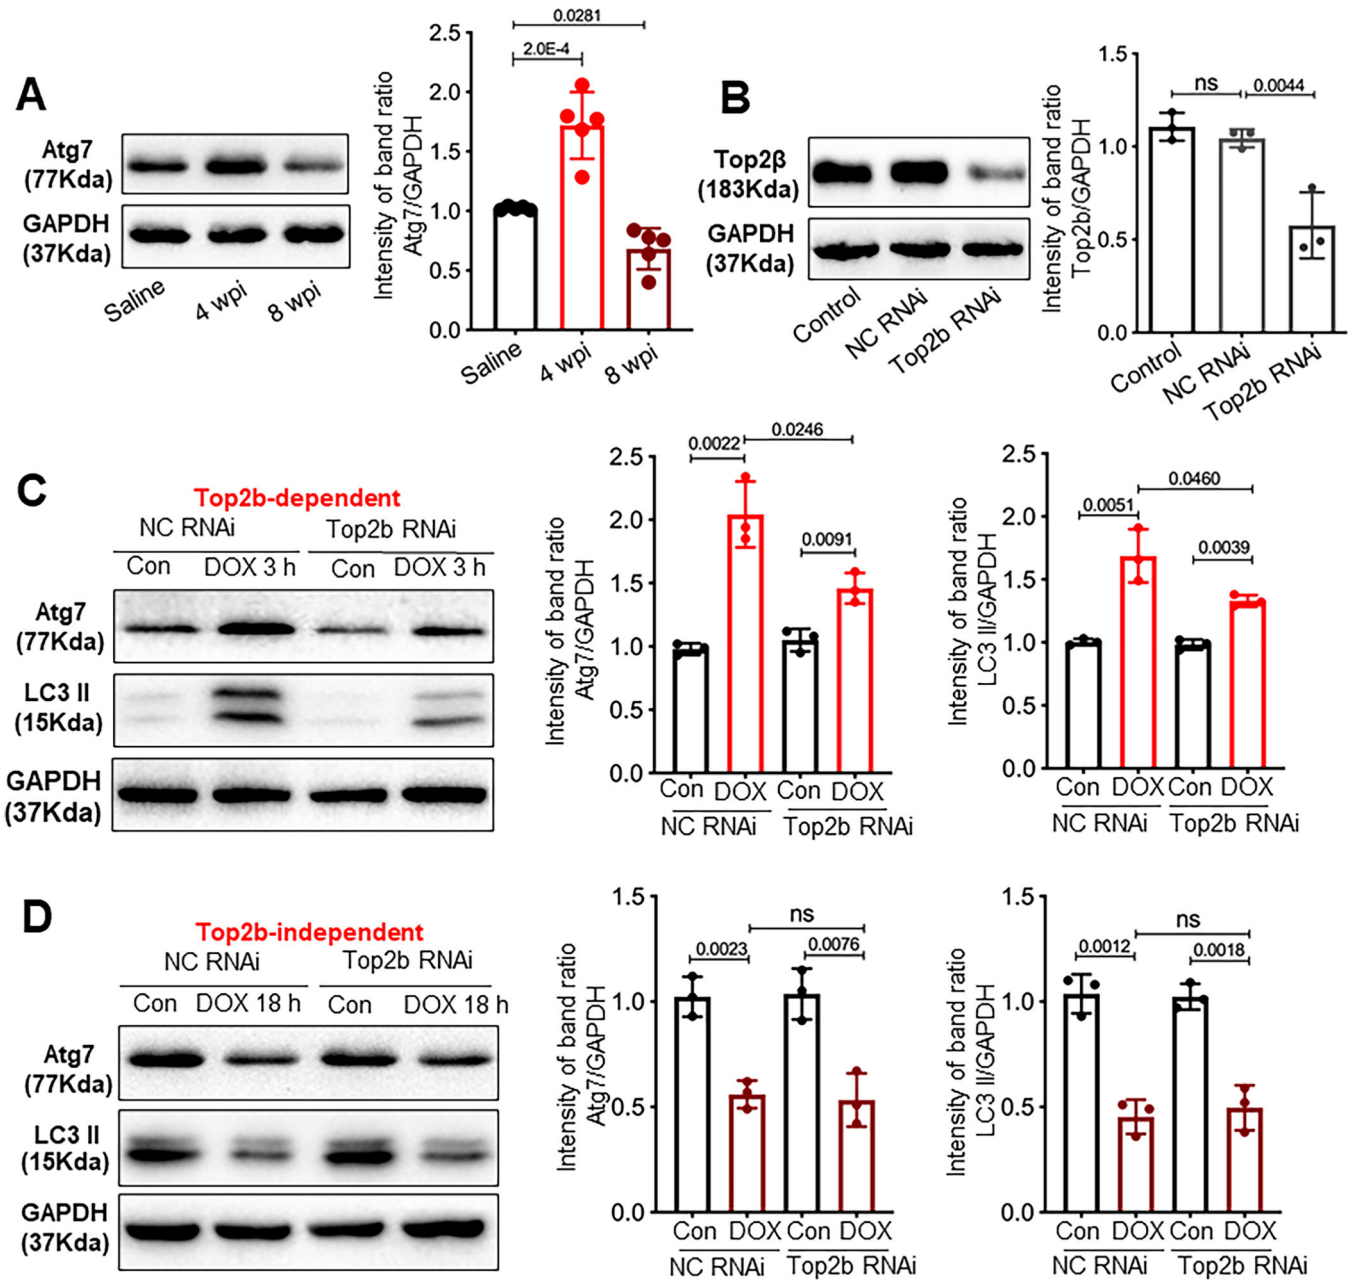 A
Atg7
(77Kda)
GAPDH
(37Kda)
Saline
4 wpi
8 wpi
Intensity of band ratio
Atg7/GAPDH
2.5
2.0
1.5
1.0
0.5
0.0
0.0281
2.0E-4
Saline
4 wpi
8 wpi
B
Top2β
(183Kda)
GAPDH
(37Kda)
Control
NC RNAi
Top2b RNAi
Intensity of band ratio
Top2b/GAPDH
1.5
1.0
0.5
0.0
ns
0.0044
Control
NC RNAi
Top2b RNAi
C
Top2b-dependent
NC RNAi
Top2b RNAi
Con
DOX 3 h
Con
DOX 3 h
Atg7
(77Kda)
LC3 II
(15Kda)
GAPDH
(37Kda)
Intensity of band ratio
Atg7/GAPDH
2.5
2.0
1.5
1.0
0.5
0.0
0.0022
0.0246
0.0091
Con
DOX
Con
DOX
NC RNAi
Top2b RNAi
Intensity of band ratio
LC3 II/GAPDH
2.5
2.0
1.5
1.0
0.5
0.0
0.0051
0.0460
0.0039
Con
DOX
Con
DOX
NC RNAi
Top2b RNAi
D
Top2b-independent
NC RNAi
Top2b RNAi
Con
DOX 18 h
Con
DOX 18 h
Atg7
(77Kda)
LC3 II
(15Kda)
GAPDH
(37Kda)
Intensity of band ratio
Atg7/GAPDH
1.5
1.0
0.5
0.0
ns
0.0023
0.0076
Con
DOX
Con
DOX
NC RNAi
Top2b RNAi
Intensity of band ratio
LC3 II/GAPDH
1.5
1.0
0.5
0.0
ns
0.0012
0.0018
Con
DOX
Con
DOX
NC RNAi
Top2b RNAi